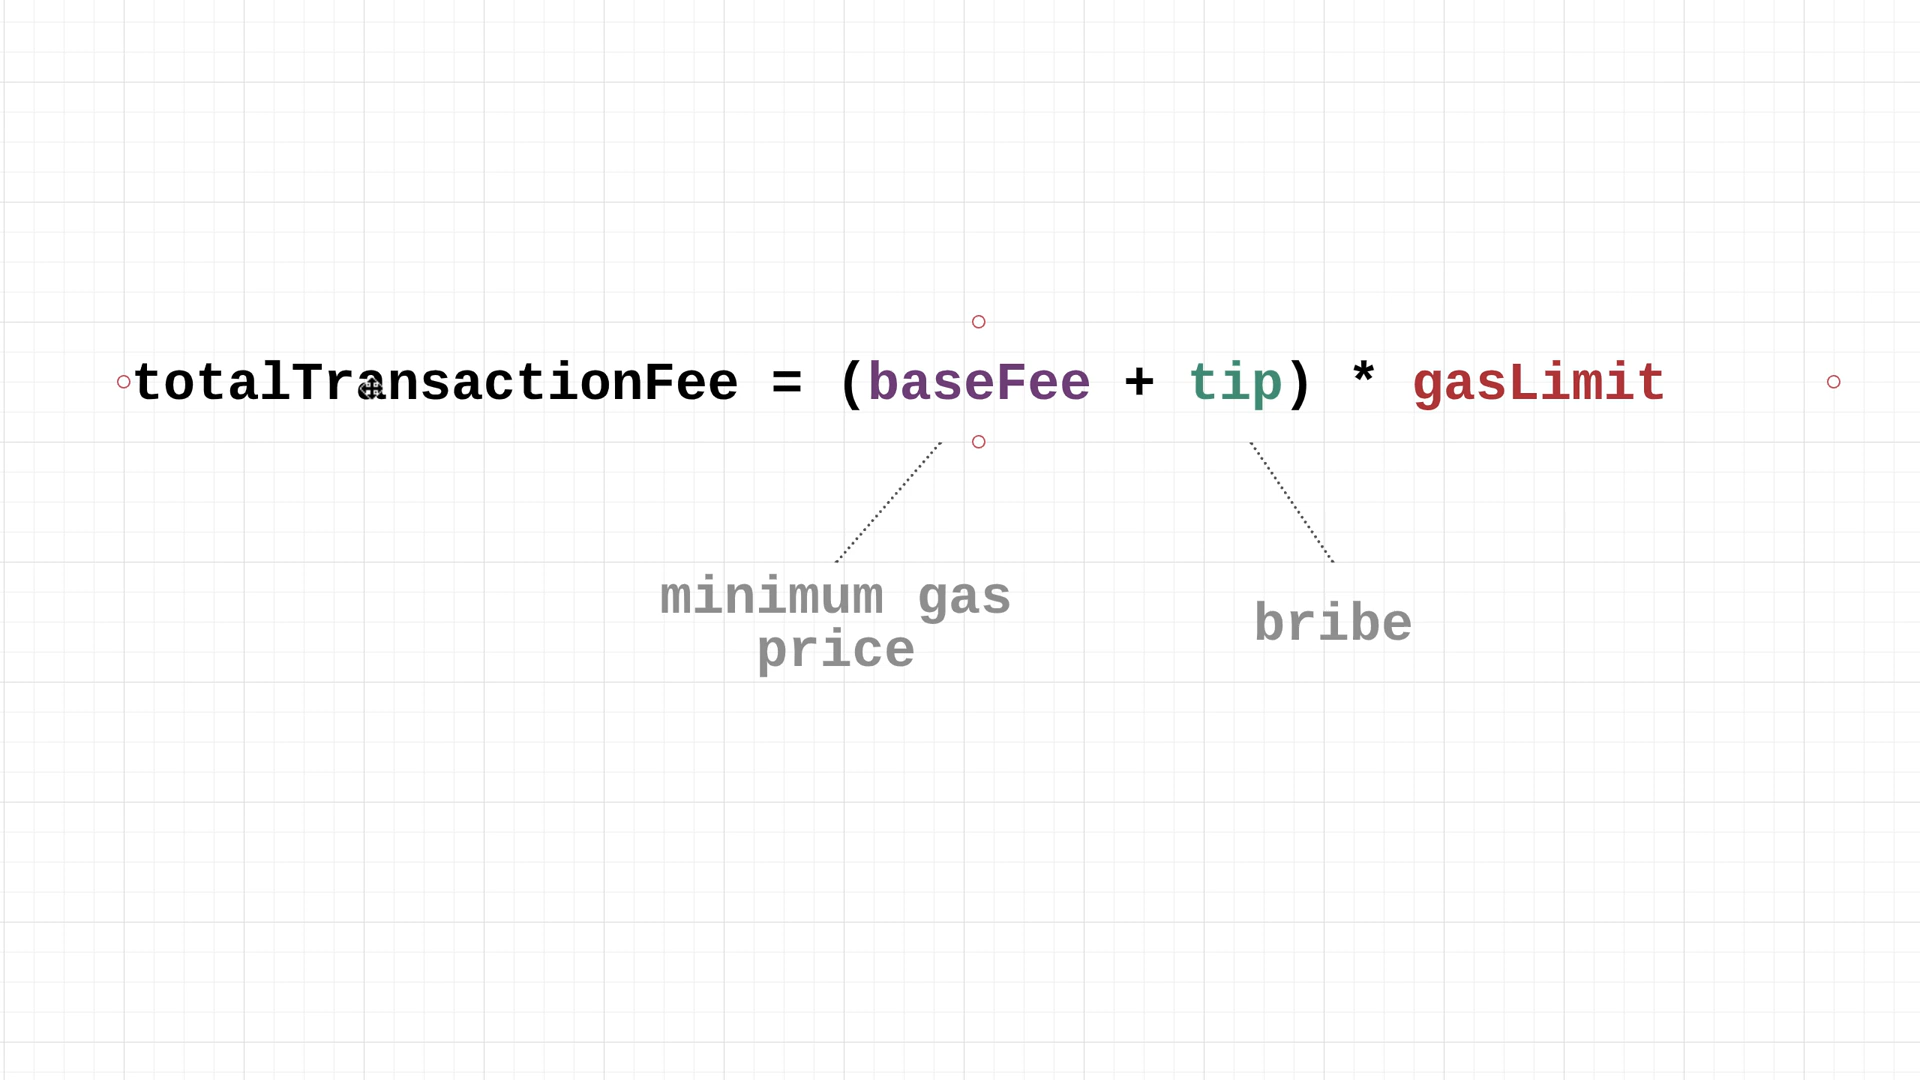 totalTransactionFee = (baseFee + tip) * gasLimit
minimum gas
price
bribe